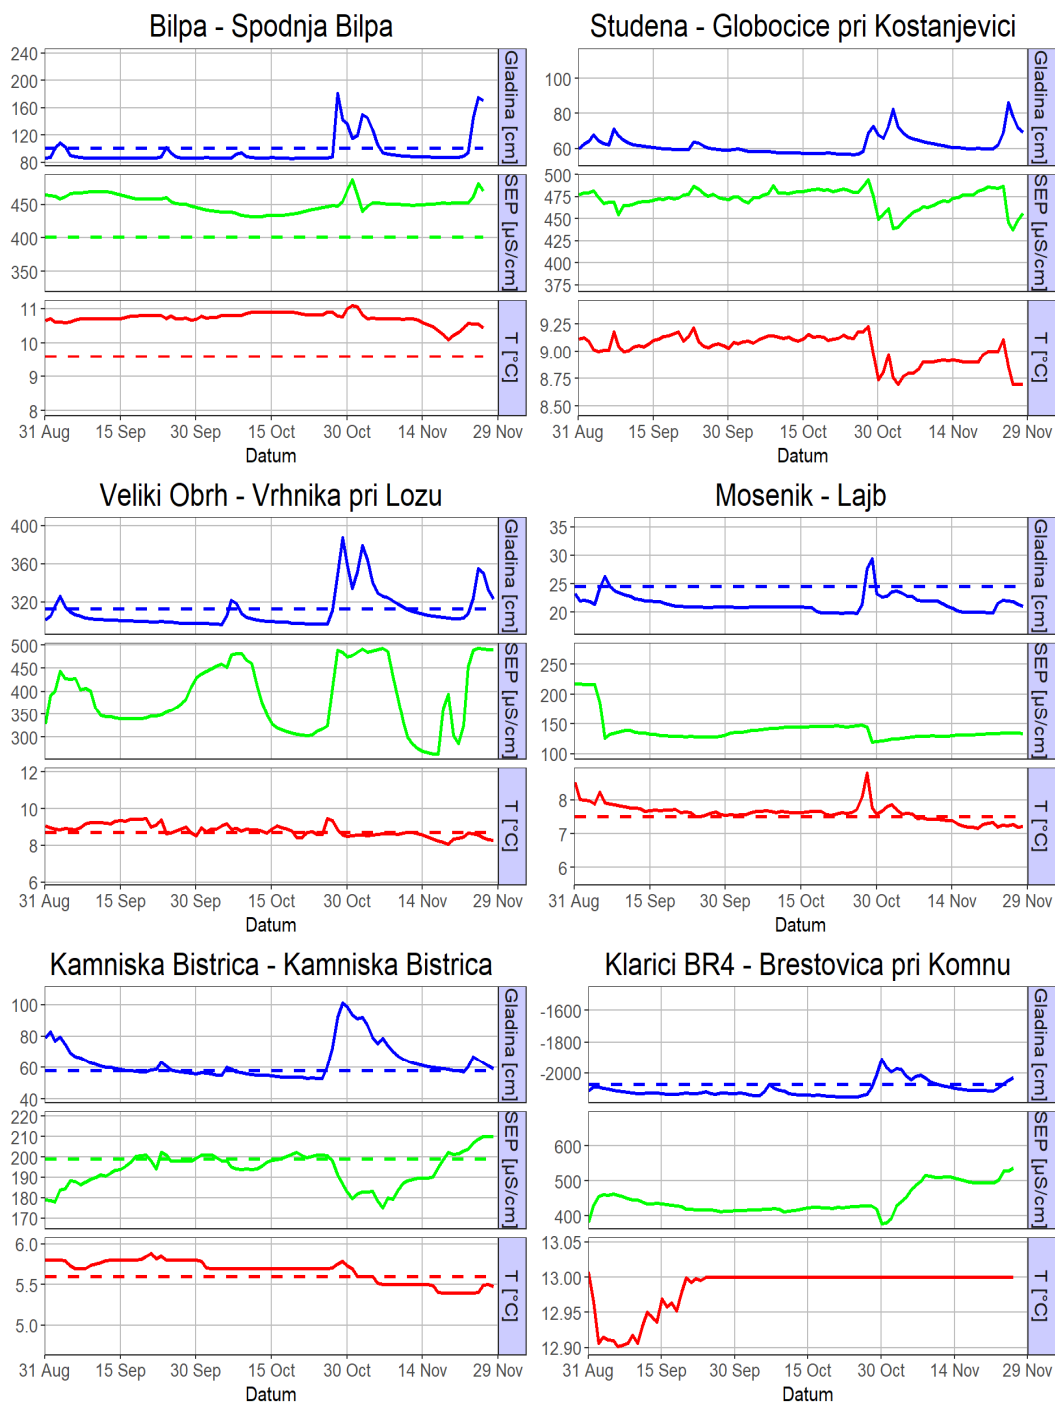 Bilpa - Spodnja Bilpa
240
200
160
120
80
Gladina [cm]
450
400
350
SEP [µS/cm]
11
10
9
8
T [°C]
31 Aug 15 Sep 30 Sep 15 Oct 30 Oct 14 Nov 29 Nov
Datum
Studena - Globocice pri Kostanjevici
100
80
60
Gladina [cm]
500
475
450
425
400
375
SEP [µS/cm]
9.25
9.00
8.75
8.50
T [°C]
31 Aug 15 Sep 30 Sep 15 Oct 30 Oct 14 Nov 29 Nov
Datum
Veliki Obrh - Vrhnika pri Lozu
400
360
320
Gladina [cm]
500
450
400
350
300
SEP [µS/cm]
12
10
8
6
T [°C]
31 Aug 15 Sep 30 Sep 15 Oct 30 Oct 14 Nov 29 Nov
Datum
Mosenik - Lajb
35
30
25
20
Gladina [cm]
250
200
150
100
SEP [µS/cm]
8
7
6
T [°C]
31 Aug 15 Sep 30 Sep 15 Oct 30 Oct 14 Nov 29 Nov
Datum
Kamniska Bistrica - Kamniska Bistrica
100
80
60
40
Gladina [cm]
220
210
200
190
180
170
SEP [µS/cm]
6.0
5.5
5.0
T [°C]
31 Aug 15 Sep 30 Sep 15 Oct 30 Oct 14 Nov 29 Nov
Datum
Klarici BR4 - Brestovica pri Komnu
-1600
-1800
-2000
Gladina [cm]
600
500
400
SEP [µS/cm]
13.05
13.00
12.95
12.90
T [°C]
31 Aug 15 Sep 30 Sep 15 Oct 30 Oct 14 Nov 29 Nov
Datum